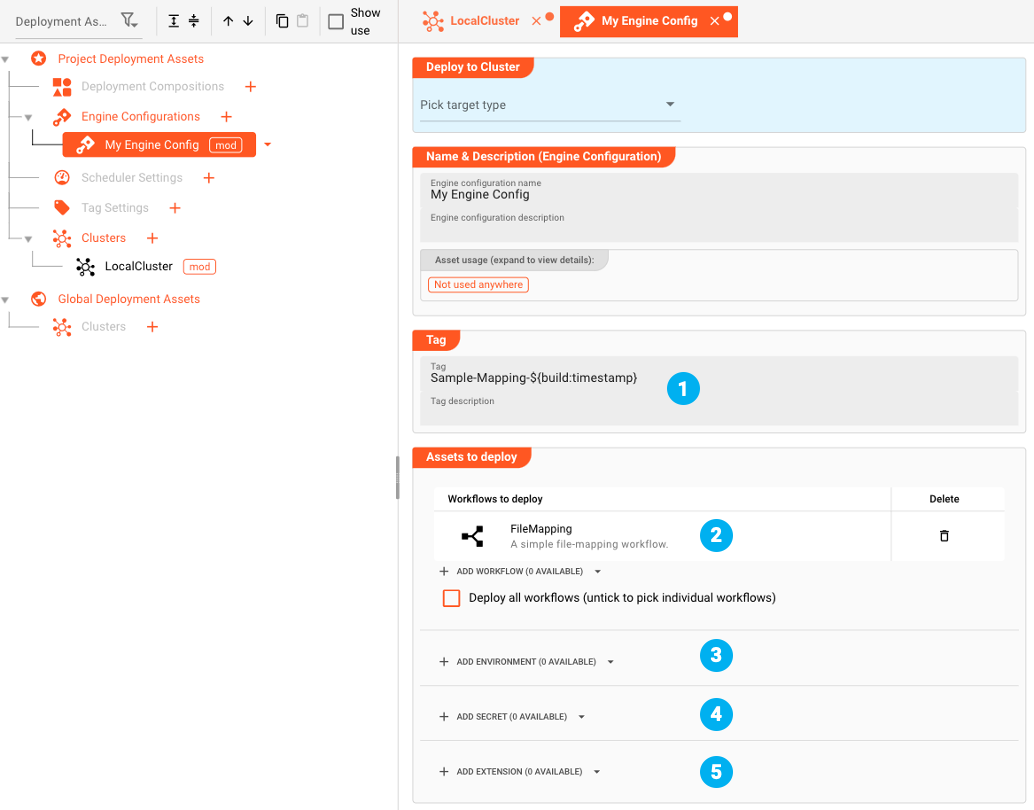 Deployment As...
Show
use
Project Deployment Assets
Deployment Compositions
Engine Configurations
My Engine Config mod
Scheduler Settings
Tag Settings
Clusters
LocalCluster mod
Global Deployment Assets
Clusters
LocalCluster
My Engine Config
Deploy to Cluster
Pick target type
Name & Description (Engine Configuration)
Engine configuration name
My Engine Config
Engine configuration description
Asset usage (expand to view details):
Not used anywhere
Tag
Tag
Sample-Mapping-${build:timestamp}
1
Tag description
Assets to deploy
Workflows to deploy Delete
FileMapping
A simple file-mapping workflow.
2
ADD WORKFLOW (0 AVAILABLE)
Deploy all workflows (untick to pick individual workflows)
ADD ENVIRONMENT (0 AVAILABLE)
3
ADD SECRET (0 AVAILABLE)
4
ADD EXTENSION (0 AVAILABLE)
5